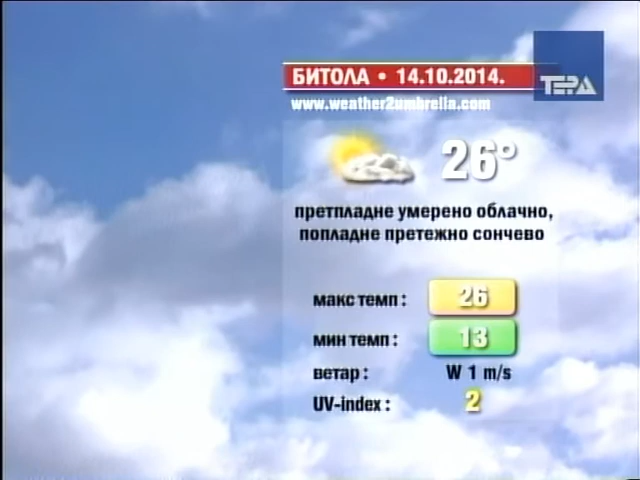 БИТОЛА • 14.10.2014.
ТЕРА
www.weather2umbrella.com
26°
претпладне умерено облачно,
попладне претежно сончево
макс темп : 26
мин темп : 13
ветар : W 1 m/s
UV-index : 2